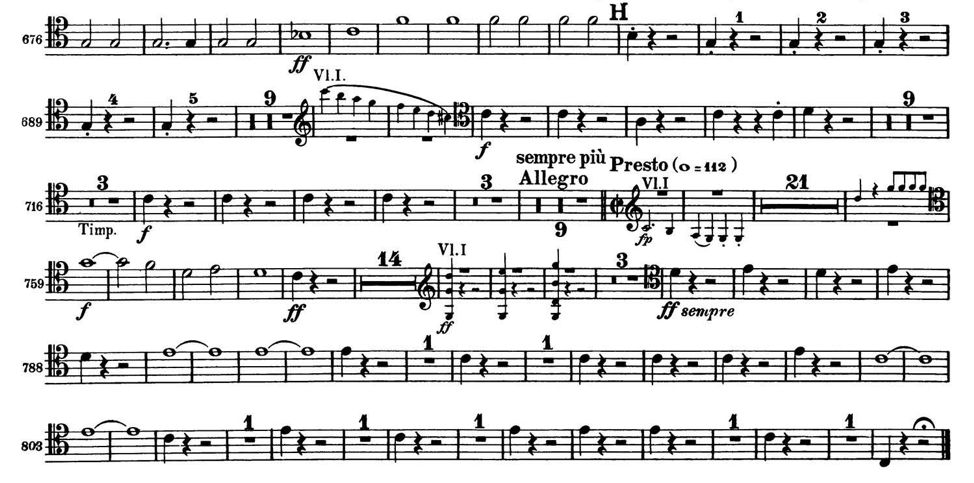 H
676 1 2 3
ff
Vl.I.
689 4 5 9 9
f
sempre più Presto (𝅝 = 112)
Allegro
716 3 3 Vl.I 21
Timp. f 9 fp
Vl.I
759 14 3
f ff ff ff sempre
788 1 1
803 1 1 1 1 1